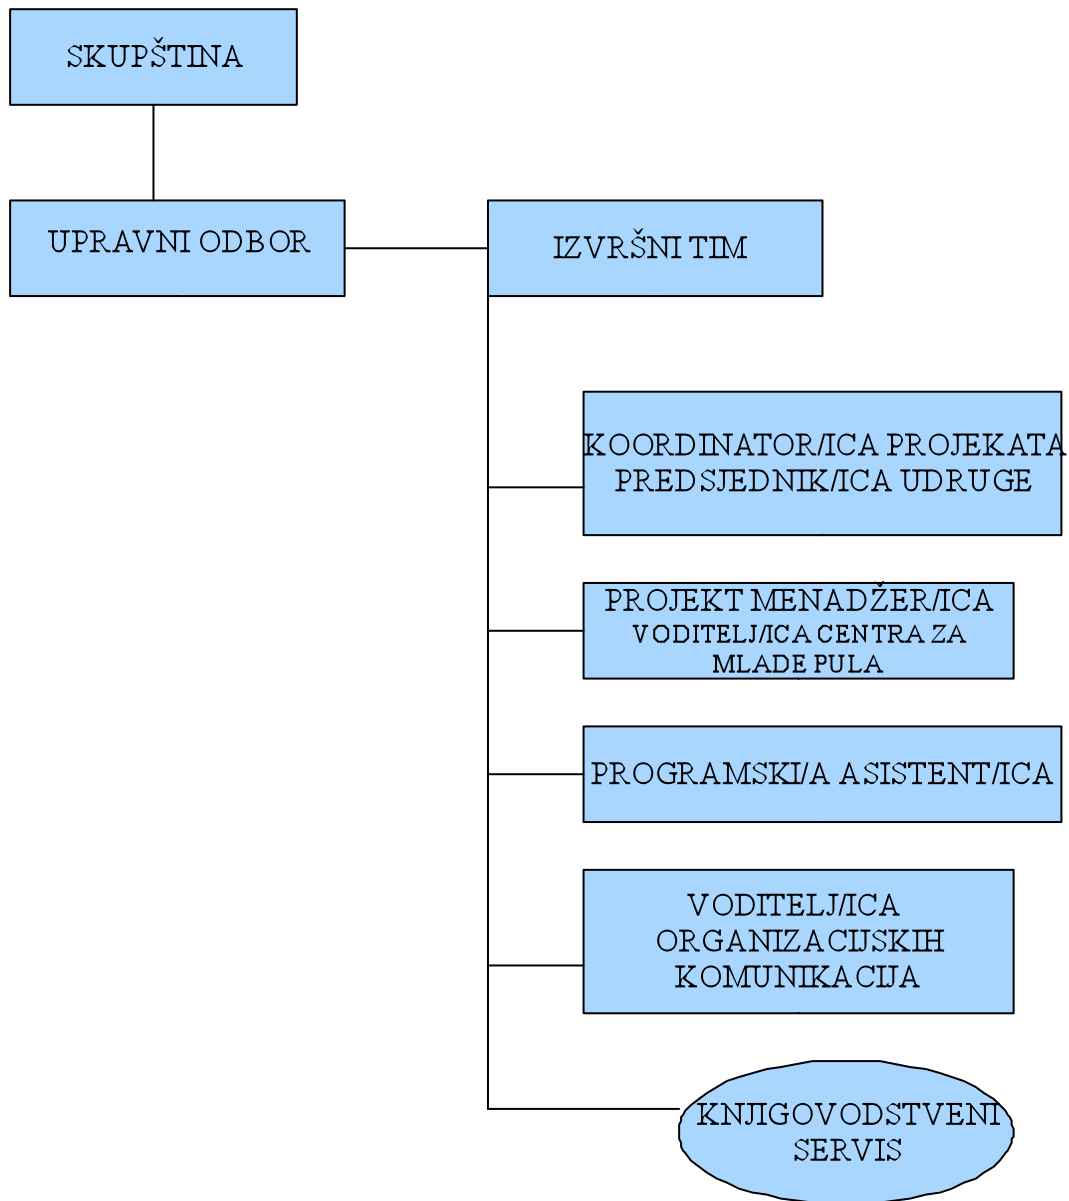 SKUPŠTINA
UPRAVNI ODBOR
IZVRŠNI TIM
KOORDINATOR/ICA PROJEKATA
PREDSJEDNIK/ICA UDRUGE
PROJEKT MENADŽER/ICA
VODITELJ/ICA CENTRA ZA
MLADE PULA
PROGRAMSKI/A ASISTENT/ICA
VODITELJ/ICA
ORGANIZACIJSKIH
KOMUNIKACIJA
KNJIGOVODSTVENI
SERVIS